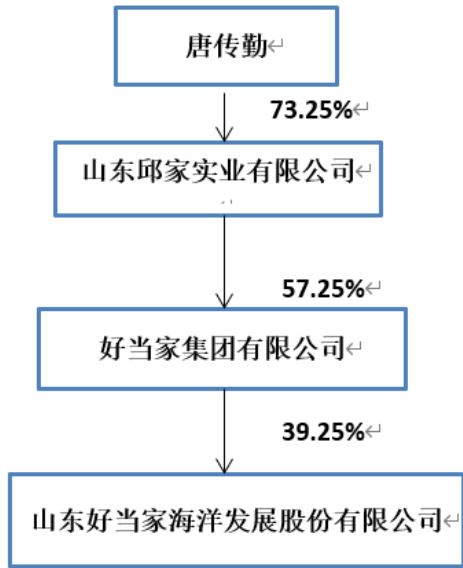 唐传勤
73.25%
山东邱家实业有限公司
57.25%
好当家集团有限公司
39.25%
山东好当家海洋发展股份有限公司